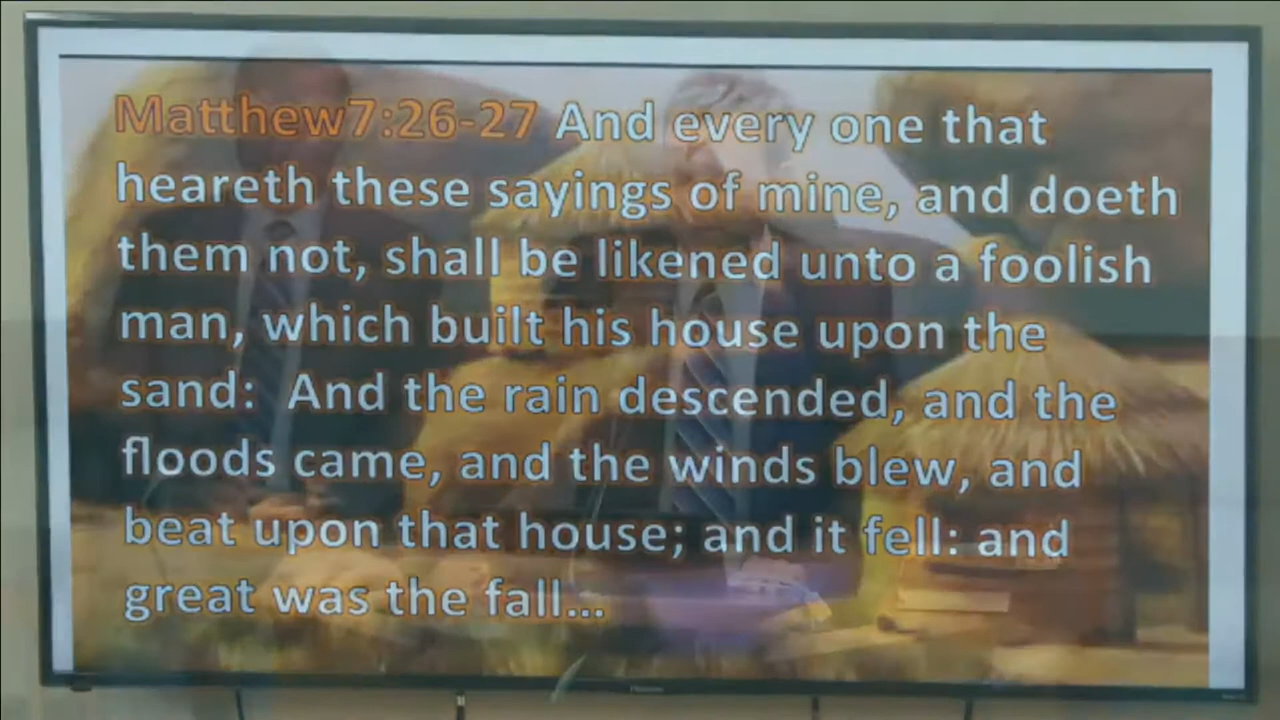 Matthew7:26-27 And every one that
heareth these sayings of mine, and doeth
them not, shall be likened unto a foolish
man, which built his house upon the
sand:  And the rain descended, and the
floods came, and the winds blew, and
beat upon that house; and it fell: and
great was the fall...